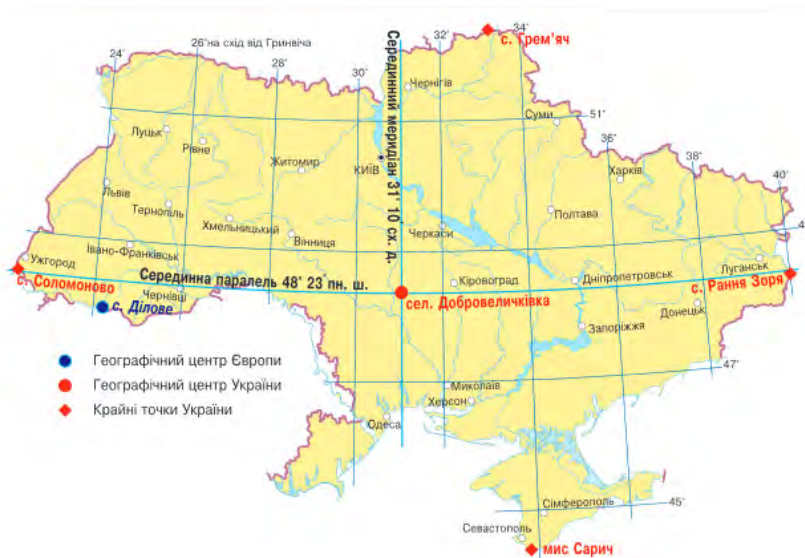 26° на схід від Гринвіча
24°
28°
30°
32°
34°
36°
38°
40°
51°
47°
45°
с. Грем'яч
Чернігів
Суми
Луцьк
Рівне
Житомир
КИЇВ
Серединний меридіан 31° 10' сх. д.
Харків
Львів
Тернопіль
Хмельницький
Вінниця
Черкаси
Полтава
Івано-Франківськ
Ужгород
с. Соломоново
Серединна паралель 48° 23' пн. ш.
Чернівці
с. Ділове
Кіровоград
сел. Добровеличківка
Дніпропетровськ
Луганськ
с. Рання Зоря
Донецьк
Запоріжжя
Географічний центр Європи
Географічний центр України
Крайні точки України
Миколаїв
Херсон
Одеса
Сімферополь
Севастополь
мис Сарич